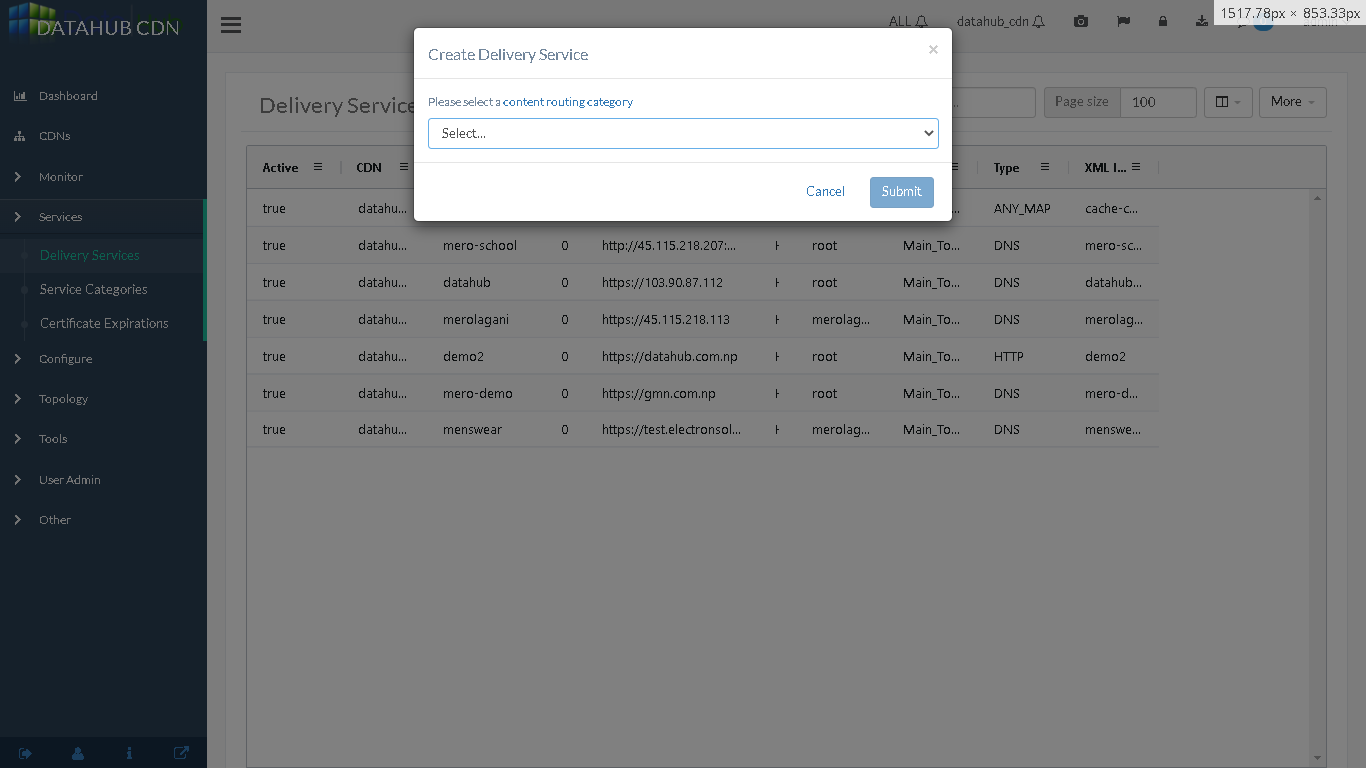 DATAHUB CDN
ALL
datahub_cdn
1517.78px × 853.33px
Create Delivery Service
×
Please select a content routing category
Select...
Cancel
Submit
Dashboard
CDNs
Monitor
Services
Delivery Services
Service Categories
Certificate Expirations
Configure
Topology
Tools
User Admin
Other
Delivery Service
Page size
100
More
Active
CDN
Type
XML I...
true datahu... ANY_MAP cache-c...
true datahu... mero-school 0 http://45.115.218.207:... root Main_To... DNS mero-sc...
true datahu... datahub 0 https://103.90.87.112 root Main_To... DNS datahub...
true datahu... merolagani 0 https://45.115.218.113 merolag... Main_To... DNS merolag...
true datahu... demo2 0 https://datahub.com.np root Main_To... HTTP demo2
true datahu... mero-demo 0 https://gmn.com.np root Main_To... DNS mero-d...
true datahu... menswear 0 https://test.electronsol... merolag... Main_To... DNS menswe...